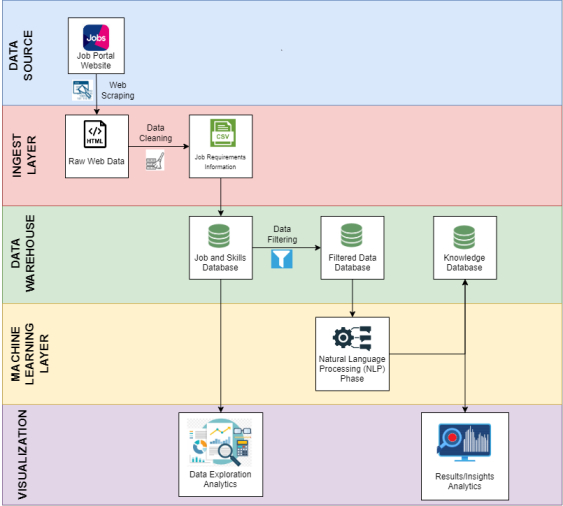 DATA
SOURCE
Jobs
Job Portal
Website
Web
Scraping
INGEST
LAYER
</>
HTML
Raw Web Data
Data
Cleaning
CSV
Job Requirements
Information
DATA
WAREHOUSE
Job and Skills
Database
Data
Filtering
Filtered Data
Database
Knowledge
Database
MACHINE
LEARNING
LAYER
Natural Language
Processing (NLP)
Phase
VISUALIZATION
Data Exploration
Analytics
Results/Insights
Analytics